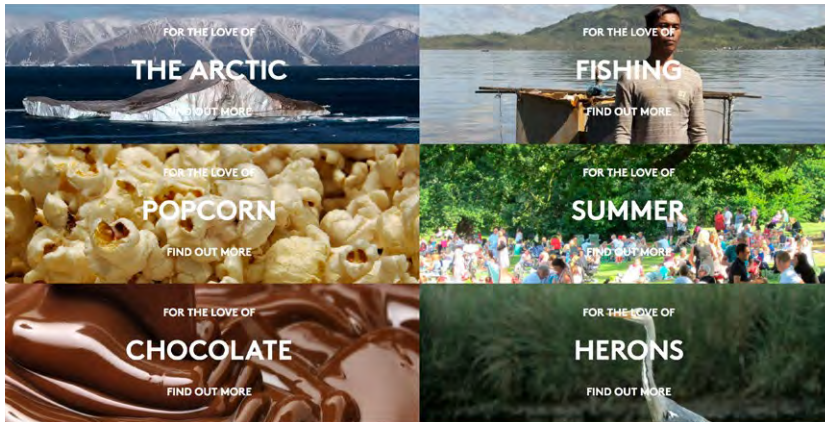 FOR THE LOVE OF
THE ARCTIC
FIND OUT MORE
FOR THE LOVE OF
FISHING
FIND OUT MORE
FOR THE LOVE OF
POPCORN
FIND OUT MORE
FOR THE LOVE OF
SUMMER
FIND OUT MORE
FOR THE LOVE OF
CHOCOLATE
FIND OUT MORE
FOR THE LOVE OF
HERONS
FIND OUT MORE